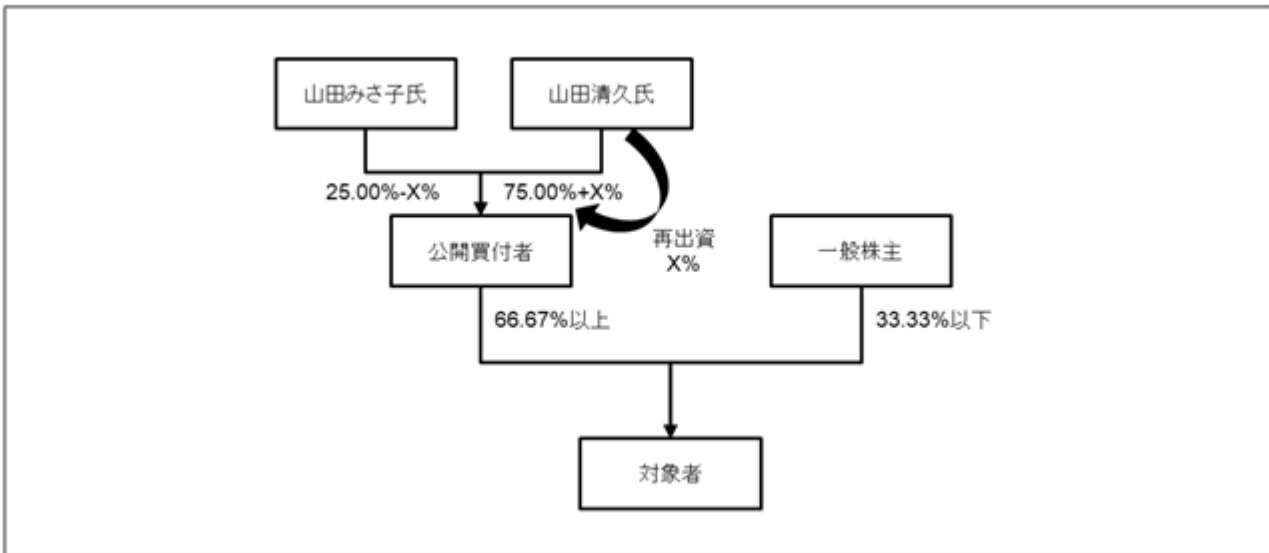 山田みさ子氏
山田清久氏
25.00%-X%
75.00%+X%
再出資
X%
公開買付者
一般株主
66.67%以上
33.33%以下
対象者